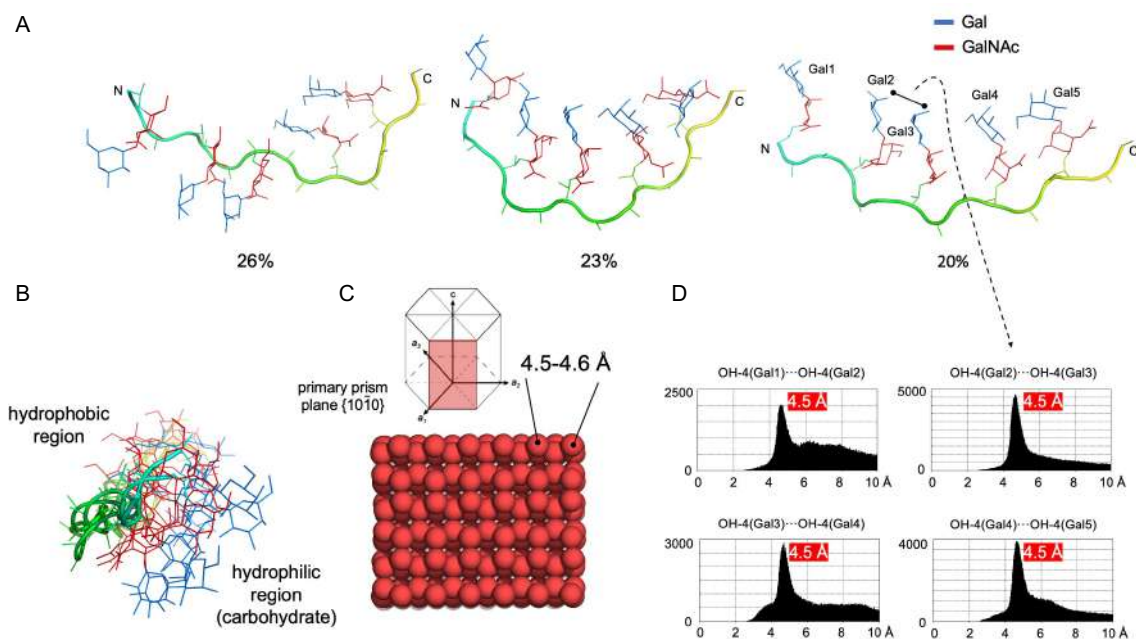 A
Gal
GalNAc
N
C
26%
N
C
23%
Gal1
Gal2
Gal3
Gal4
Gal5
N
C
20%
B
hydrophobic
region
hydrophilic
region
(carbohydrate)
C
c
a₃
a₂
a₁
primary prism
plane {101̄0}
4.5-4.6 Å
D
OH-4(Gal1)···OH-4(Gal2)
2500
4.5 Å
0
0 2 4 6 8 10 Å
OH-4(Gal2)···OH-4(Gal3)
5000
4.5 Å
0
0 2 4 6 8 10 Å
OH-4(Gal3)···OH-4(Gal4)
3000
4.5 Å
0
0 2 4 6 8 10 Å
OH-4(Gal4)···OH-4(Gal5)
4000
4.5 Å
0
0 2 4 6 8 10 Å